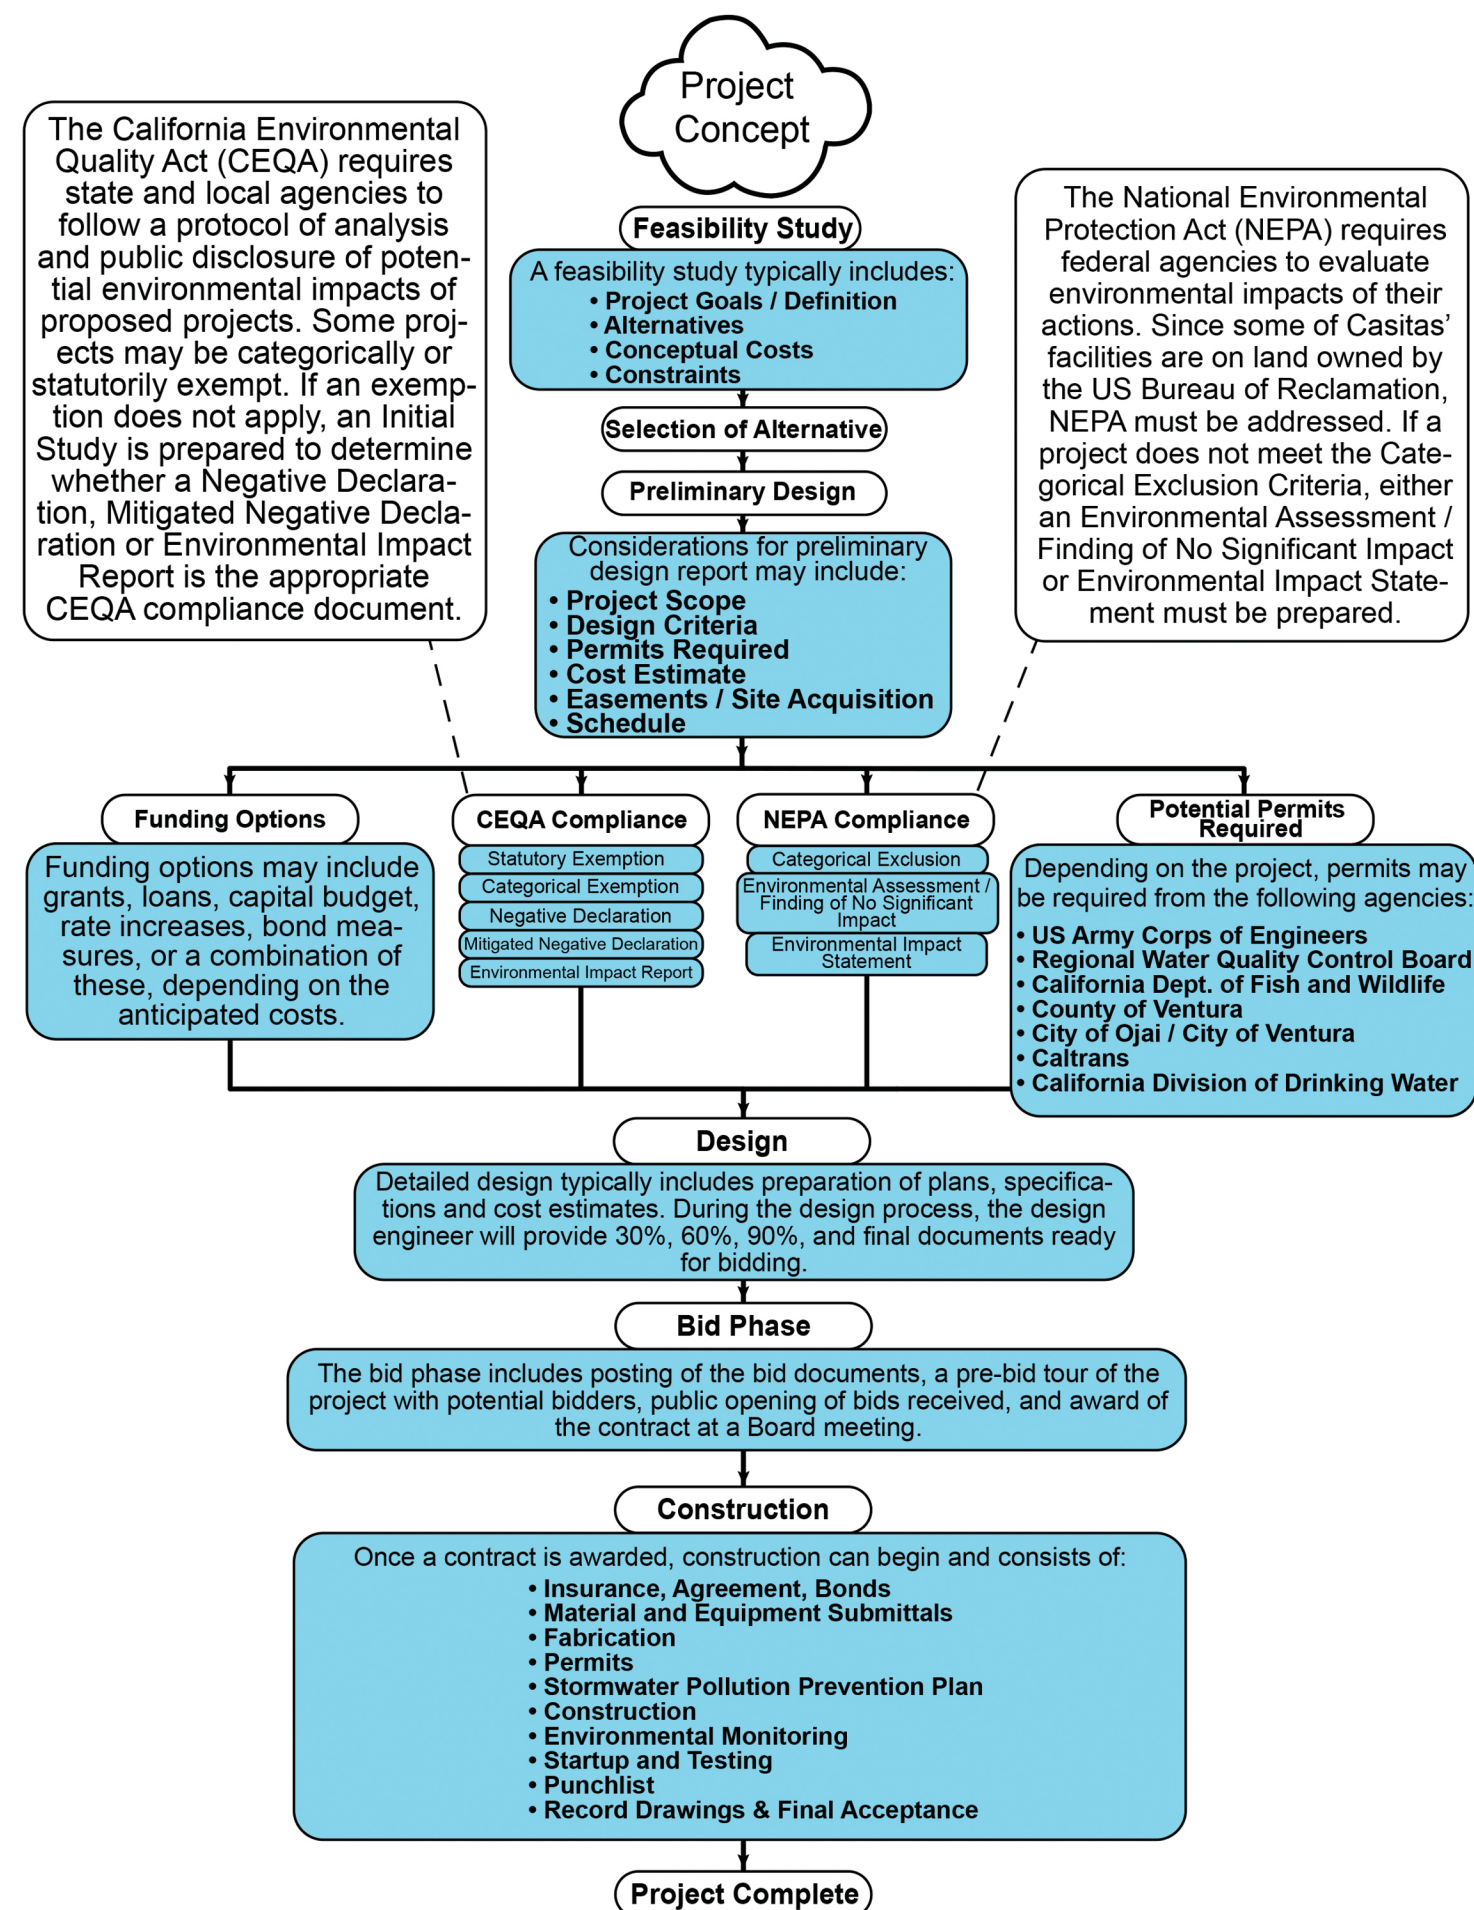 Project
Concept
The California Environmental
Quality Act (CEQA) requires
state and local agencies to
follow a protocol of analysis
and public disclosure of poten-
tial environmental impacts of
proposed projects. Some proj-
ects may be categorically or
statutorily exempt. If an exemp-
tion does not apply, an Initial
Study is prepared to determine
whether a Negative Declara-
tion, Mitigated Negative Decla-
ration or Environmental Impact
Report is the appropriate
CEQA compliance document.
The National Environmental
Protection Act (NEPA) requires
federal agencies to evaluate
environmental impacts of their
actions. Since some of Casitas’
facilities are on land owned by
the US Bureau of Reclamation,
NEPA must be addressed. If a
project does not meet the Cate-
gorical Exclusion Criteria, either
an Environmental Assessment /
Finding of No Significant Impact
or Environmental Impact State-
ment must be prepared.
Feasibility Study
A feasibility study typically includes:
• Project Goals / Definition
• Alternatives
• Conceptual Costs
• Constraints
Selection of Alternative
Preliminary Design
Considerations for preliminary
design report may include:
• Project Scope
• Design Criteria
• Permits Required
• Cost Estimate
• Easements / Site Acquisition
• Schedule
Funding Options
Funding options may include
grants, loans, capital budget,
rate increases, bond mea-
sures, or a combination of
these, depending on the
anticipated costs.
CEQA Compliance
Statutory Exemption
Categorical Exemption
Negative Declaration
Mitigated Negative Declaration
Environmental Impact Report
NEPA Compliance
Categorical Exclusion
Environmental Assessment /
Finding of No Significant
Impact
Environmental Impact
Statement
Potential Permits
Required
Depending on the project, permits may
be required from the following agencies:
• US Army Corps of Engineers
• Regional Water Quality Control Board
• California Dept. of Fish and Wildlife
• County of Ventura
• City of Ojai / City of Ventura
• Caltrans
• California Division of Drinking Water
Design
Detailed design typically includes preparation of plans, specifica-
tions and cost estimates. During the design process, the design
engineer will provide 30%, 60%, 90%, and final documents ready
for bidding.
Bid Phase
The bid phase includes posting of the bid documents, a pre-bid tour of the
project with potential bidders, public opening of bids received, and award of
the contract at a Board meeting.
Construction
Once a contract is awarded, construction can begin and consists of:
• Insurance, Agreement, Bonds
• Material and Equipment Submittals
• Fabrication
• Permits
• Stormwater Pollution Prevention Plan
• Construction
• Environmental Monitoring
• Startup and Testing
• Punchlist
• Record Drawings & Final Acceptance
Project Complete